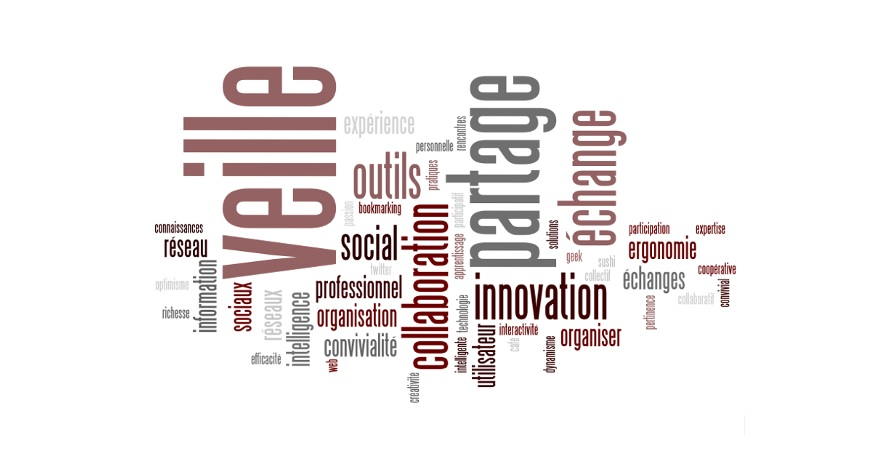 veille
partage
échange
expérience
rencontres
personnelle
outils
pratiques
passion
bookmarking
participatif
collaboration
connaissances
réseau
social
twitter
apprentissage
solutions
participation
expertise
ergonomie
geek
sushi
collectif
coopérative
échanges
optimisme
information
sociaux
professionnel
innovation
pertinence
collaboratif
convivial
richesse
réseaux
intelligence
organisation
technologie
convivialité
efficacité
web
intelligente
utilisateur
interactivité
café
dynamisme
organiser
créativité